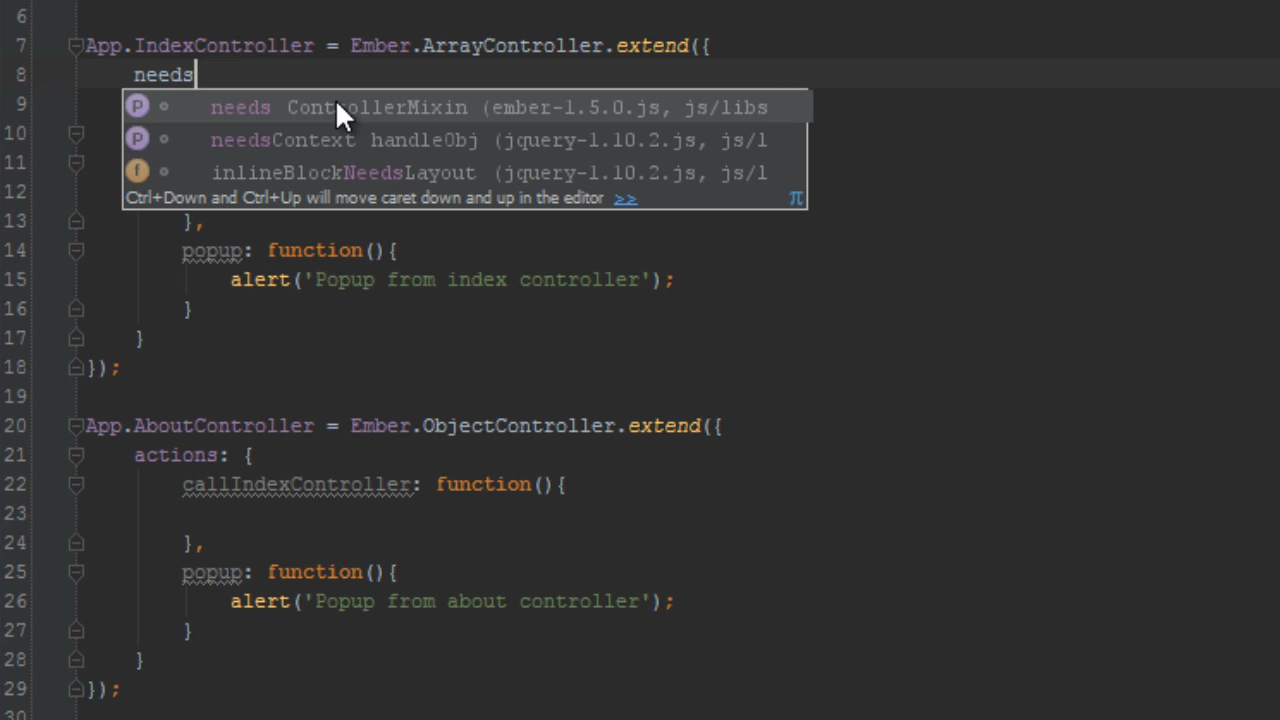 6
7 App.IndexController = Ember.ArrayController.extend({
8 needs
9 needs ControllerMixin (ember-1.5.0.js, js/libs
10 needsContext handleObj (jquery-1.10.2.js, js/l
11 inlineBlockNeedsLayout (jquery-1.10.2.js, js/l
12 Ctrl+Down and Ctrl+Up will move caret down and up in the editor >> π
13 },
14 popup: function(){
15 alert('Popup from index controller');
16 }
17 }
18 });
19
20 App.AboutController = Ember.ObjectController.extend({
21 actions: {
22 callIndexController: function(){
23
24 },
25 popup: function(){
26 alert('Popup from about controller');
27 }
28 }
29 });
30